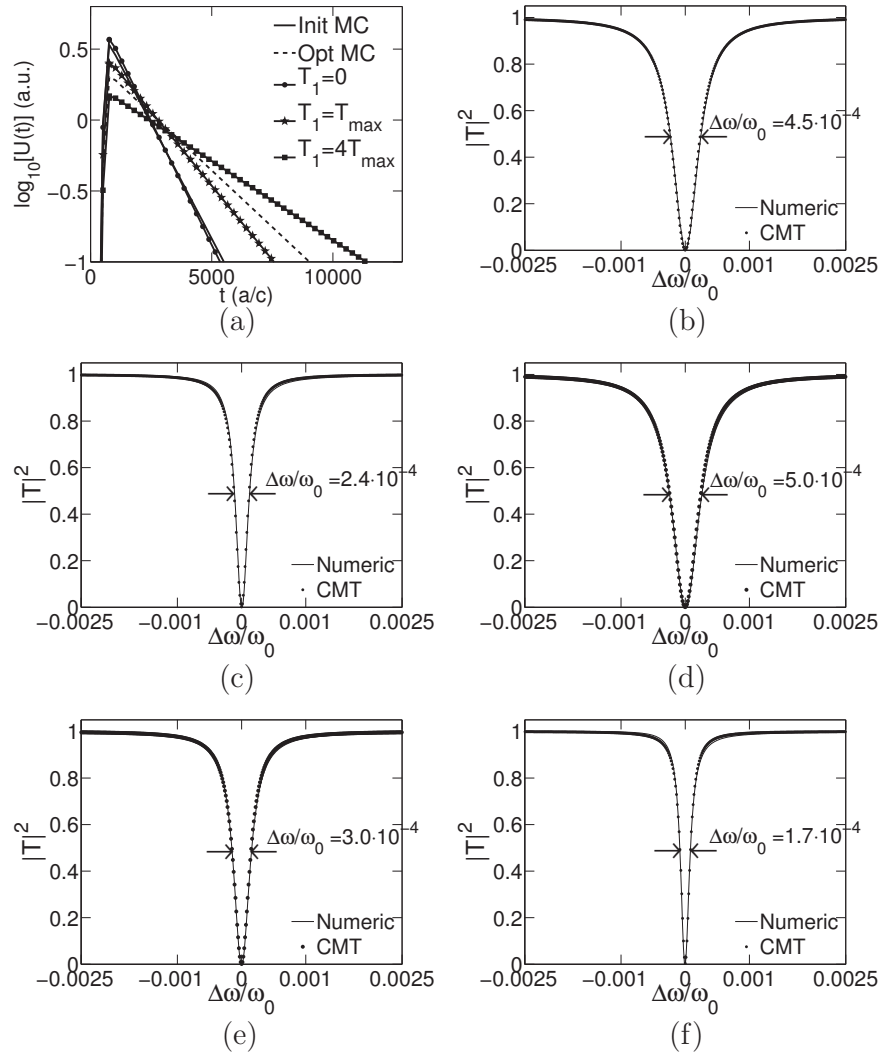 log10[U(t)] (a.u.)
0.5
0
−0.5
−1
0 5000 10000
t (a/c)
Init MC
Opt MC
T1=0
T1=Tmax
T1=4Tmax
(a)
|T|²
1
0.8
0.6
0.4
0.2
0
Δω/ω0 =4.5·10⁻⁴
Numeric
CMT
−0.0025 −0.001 0 0.001 0.0025
Δω/ω0
(b)
|T|²
1
0.8
0.6
0.4
0.2
0
Δω/ω0 =2.4·10⁻⁴
Numeric
CMT
−0.0025 −0.001 0 0.001 0.0025
Δω/ω0
(c)
|T|²
1
0.8
0.6
0.4
0.2
0
Δω/ω0 =5.0·10⁻⁴
Numeric
CMT
−0.0025 −0.001 0 0.001 0.0025
Δω/ω0
(d)
|T|²
1
0.8
0.6
0.4
0.2
0
Δω/ω0 =3.0·10⁻⁴
Numeric
CMT
−0.0025 −0.001 0 0.001 0.0025
Δω/ω0
(e)
|T|²
1
0.8
0.6
0.4
0.2
0
Δω/ω0 =1.7·10⁻⁴
Numeric
CMT
−0.0025 −0.001 0 0.001 0.0025
Δω/ω0
(f)